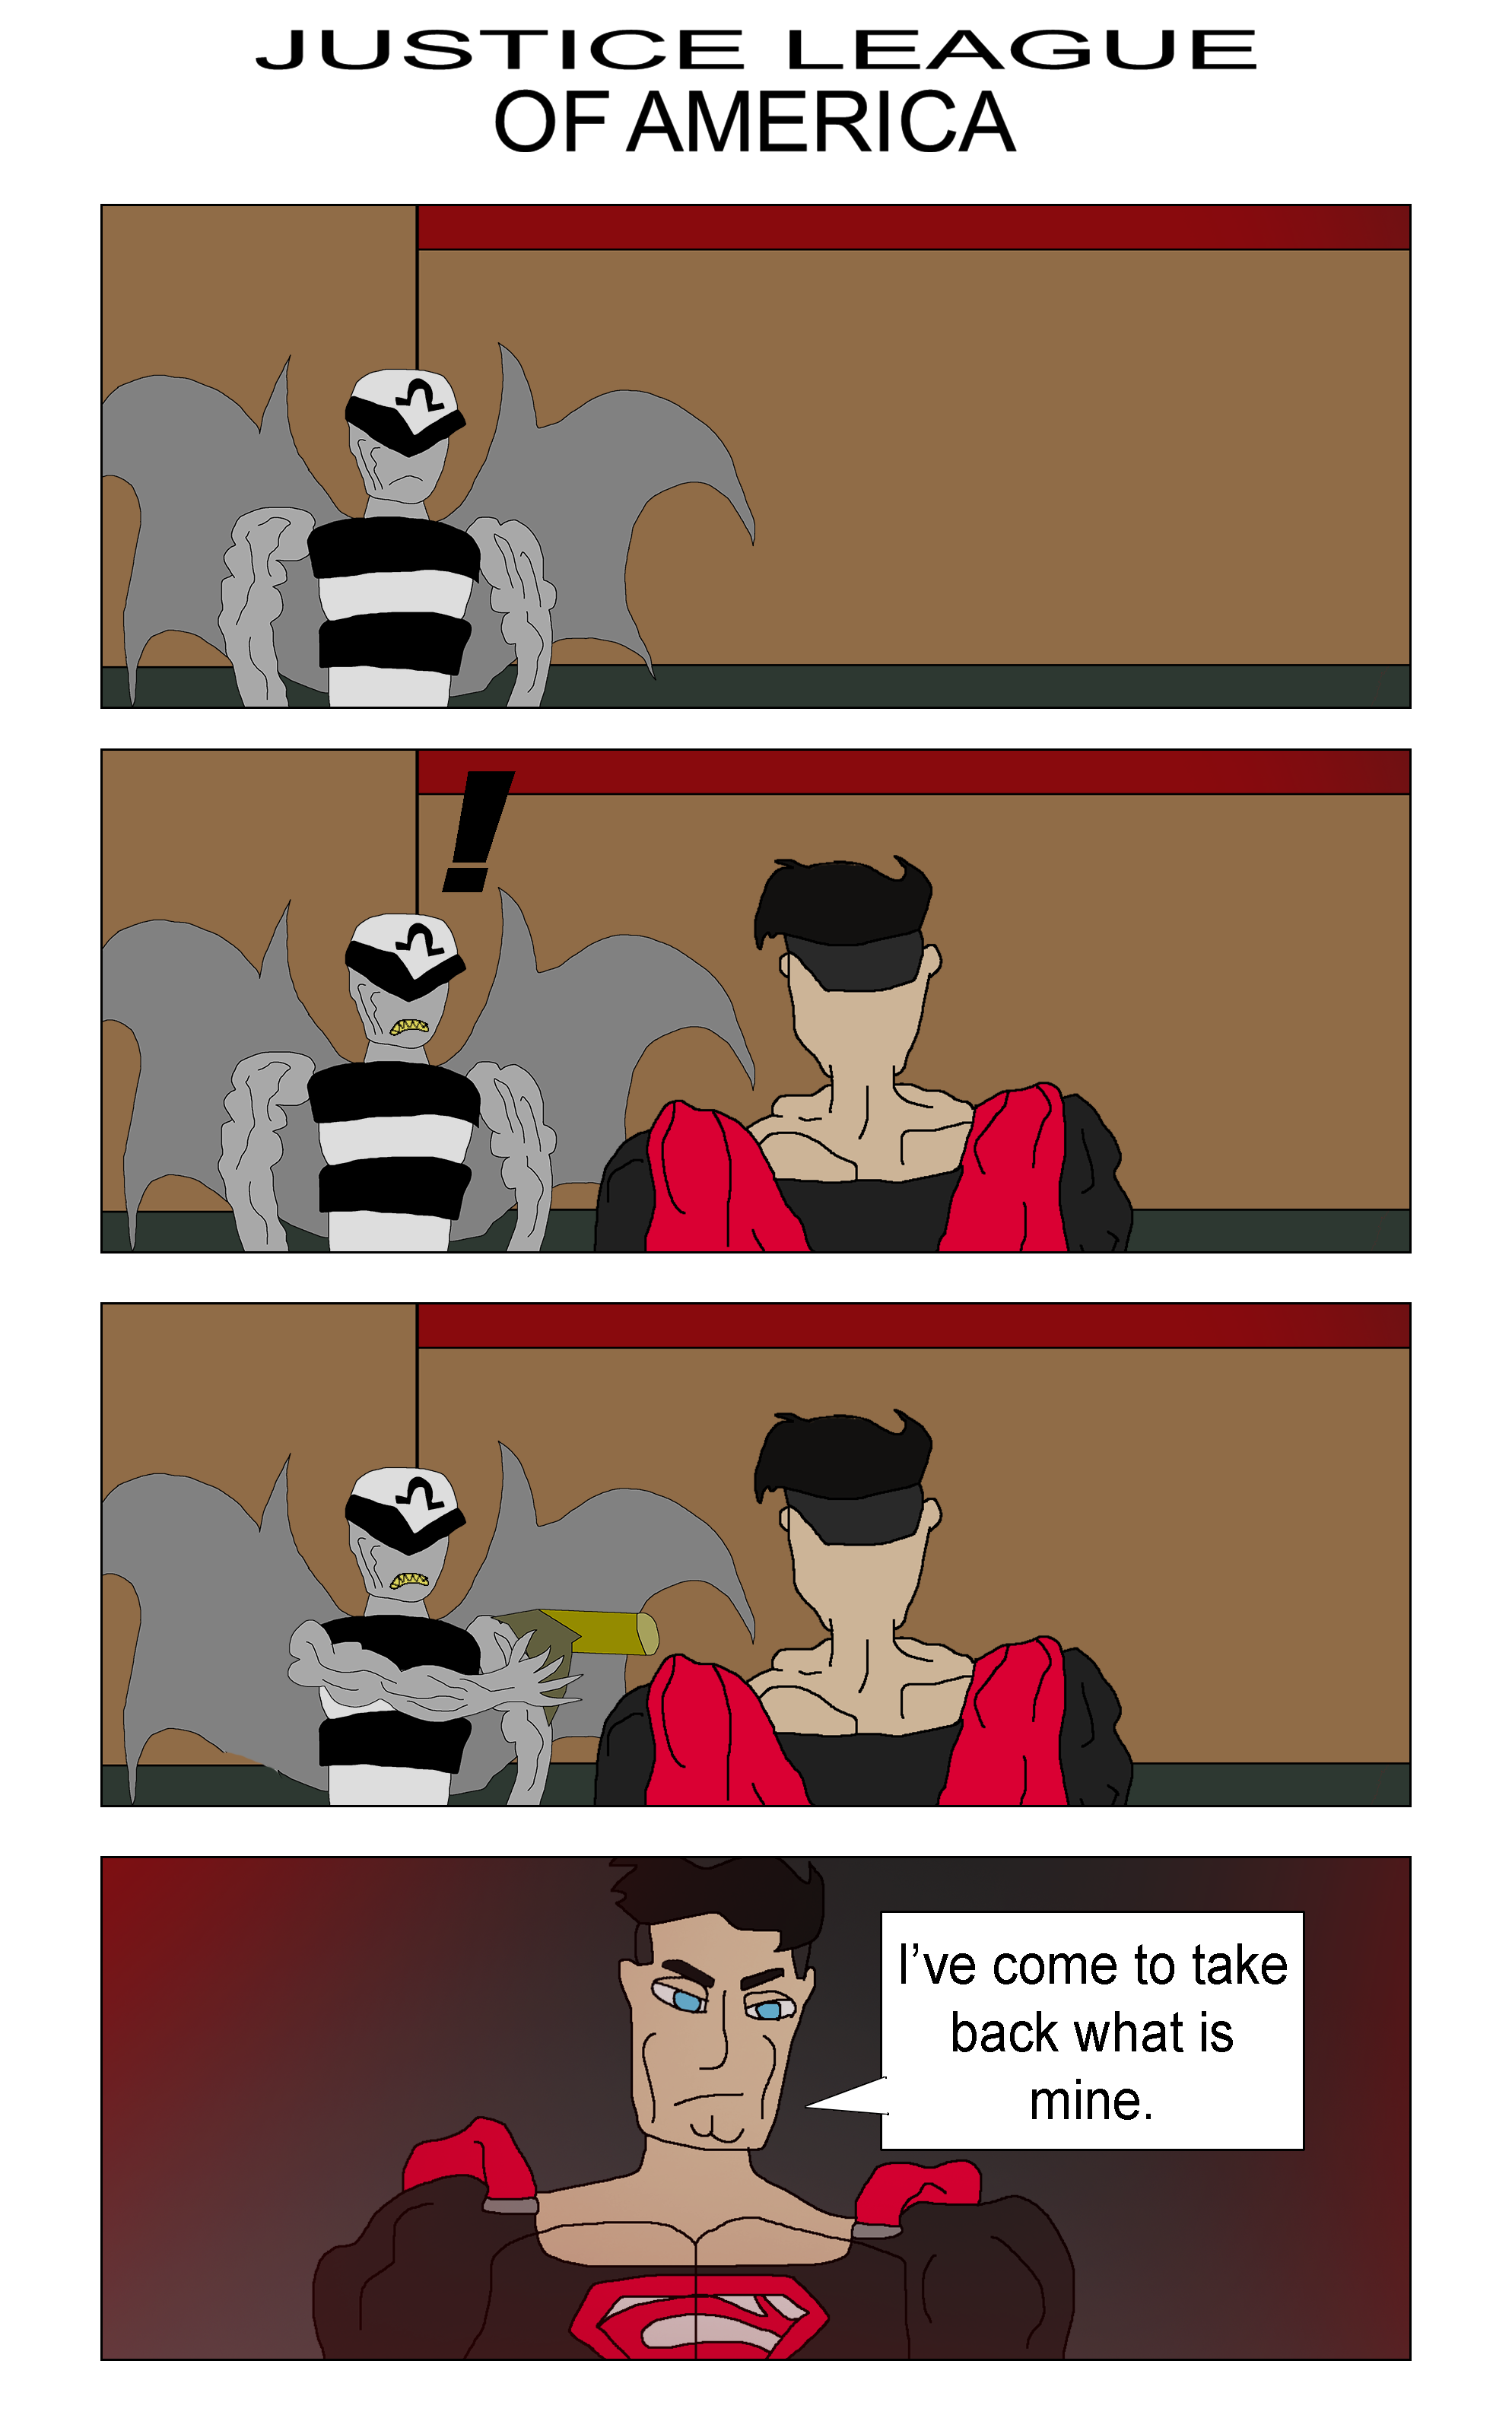 JUSTICE LEAGUE
OF AMERICA
Ω
!
Ω
Ω
I’ve come to take
back what is
mine.